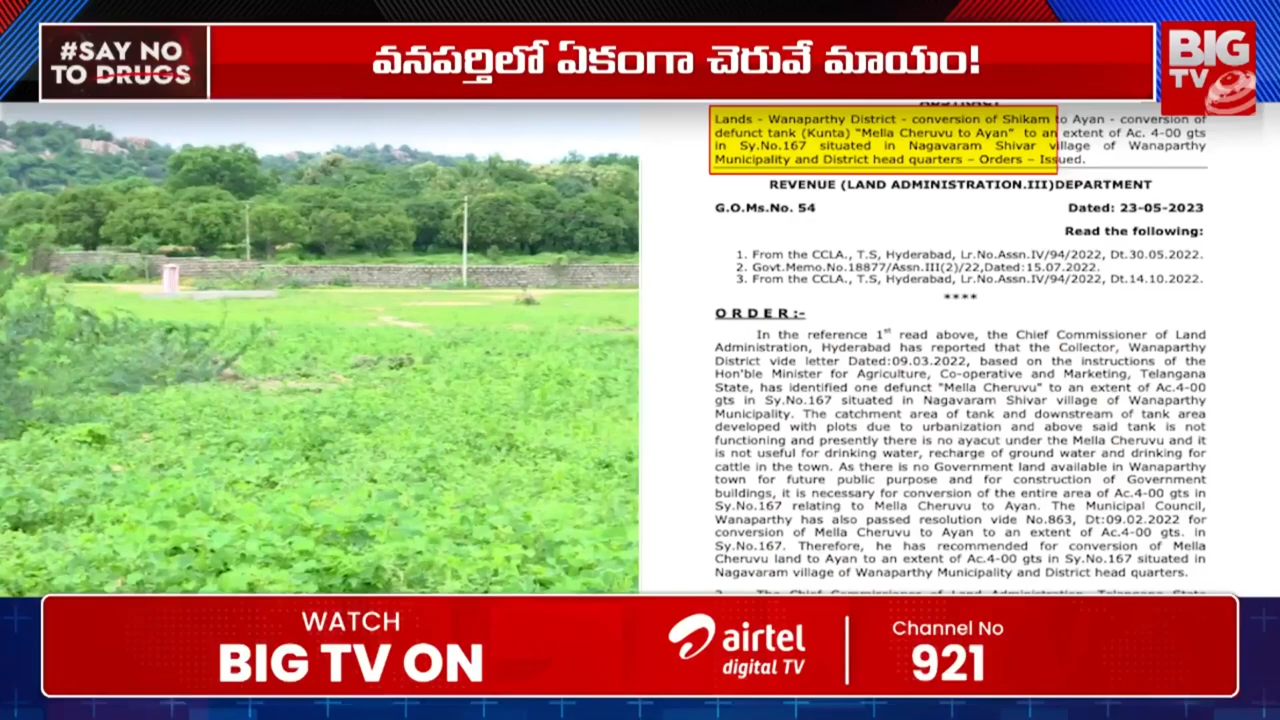 #SAY NO
TO DRUGS
వనపర్తిలో ఏకంగా చెరువే మాయం!
BIG
TV
ABSTRACT
Lands - Wanaparthy District - conversion of Shikam to Ayan - conversion of
defunct tank (Kunta) "Mella Cheruvu to Ayan" to an extent of Ac. 4-00 gts
in Sy.No.167 situated in Nagavaram Shivar village of Wanaparthy
Municipality and District head quarters – Orders – Issued.
REVENUE (LAND ADMINISTRATION.III)DEPARTMENT
G.O.Ms.No. 54 Dated: 23-05-2023
Read the following:
1. From the CCLA., T.S, Hyderabad, Lr.No.Assn.IV/94/2022, Dt.30.05.2022.
2. Govt.Memo.No.18877/Assn.III(2)/22,Dated:15.07.2022.
3. From the CCLA., T.S, Hyderabad, Lr.No.Assn.IV/94/2022, Dt.14.10.2022.
****
O R D E R :-
In the reference 1st read above, the Chief Commissioner of Land
Administration, Hyderabad has reported that the Collector, Wanaparthy
District vide letter Dated:09.03.2022, based on the instructions of the
Hon'ble Minister for Agriculture, Co-operative and Marketing, Telangana
State, has identified one defunct "Mella Cheruvu" to an extent of Ac.4-00
gts in Sy.No.167 situated in Nagavaram Shivar village of Wanaparthy
Municipality. The catchment area of tank and downstream of tank area
developed with plots due to urbanization and above said tank is not
functioning and presently there is no ayacut under the Mella Cheruvu and it
is not useful for drinking water, recharge of ground water and drinking for
cattle in the town. As there is no Government land available in Wanaparthy
town for future public purpose and for construction of Government
buildings, it is necessary for conversion of the entire area of Ac.4-00 gts in
Sy.No.167 relating to Mella Cheruvu to Ayan. The Municipal Council,
Wanaparthy has also passed resolution vide No.863, Dt:09.02.2022 for
conversion of Mella Cheruvu to Ayan to an extent of Ac.4-00 gts. in
Sy.No.167. Therefore, he has recommended for conversion of Mella
Cheruvu land to Ayan to an extent of Ac.4-00 gts in Sy.No.167 situated in
Nagavaram village of Wanaparthy Municipality and District head quarters.
WATCH
BIG TV ON
airtel
digital TV
Channel No
921